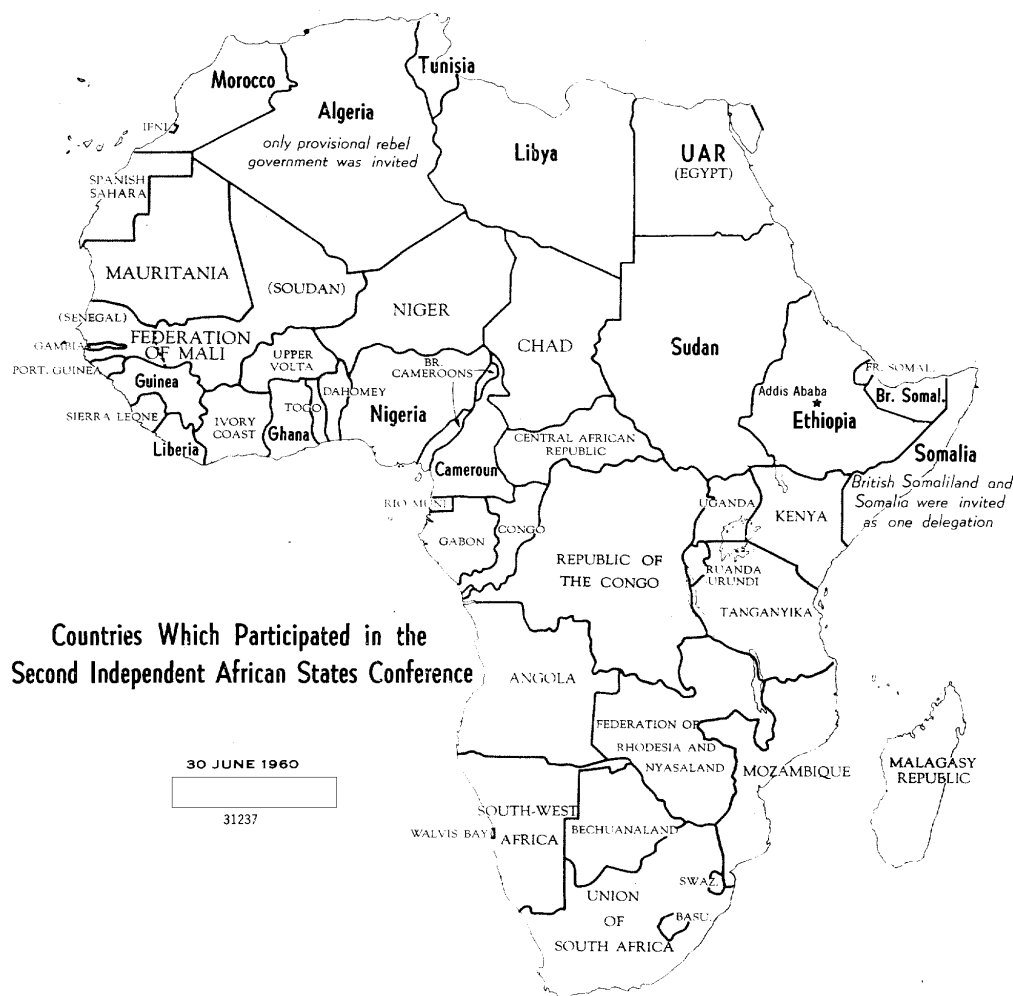 Morocco
Tunisia
Algeria
only provisional rebel
government was invited
IFNI
Libya
UAR
(EGYPT)
SPANISH
SAHARA
MAURITANIA
(SOUDAN)
NIGER
CHAD
Sudan
(SENEGAL)
FEDERATION
OF MALI
GAMBIA
UPPER
VOLTA
BR.
CAMEROONS
PORT. GUINEA
Guinea
DAHOMEY
TOGO
FR. SOMAL.
Addis Ababa
Br. Somal.
Ethiopia
SIERRA LEONE
IVORY
COAST
Ghana
Nigeria
Liberia
CENTRAL AFRICAN
REPUBLIC
Somalia
British Somaliland and
Somalia were invited
as one delegation
Cameroun
RIO MUNI
UGANDA
KENYA
GABON
CONGO
REPUBLIC OF
THE CONGO
RUANDA
URUNDI
TANGANYIKA
Countries Which Participated in the
Second Independent African States Conference
ANGOLA
FEDERATION OF
RHODESIA AND
NYASALAND
MOZAMBIQUE
MALAGASY
REPUBLIC
30 JUNE 1960
31237
SOUTH-WEST
AFRICA
WALVIS BAY
BECHUANALAND
SWAZ.
UNION
OF
SOUTH AFRICA
BASU.